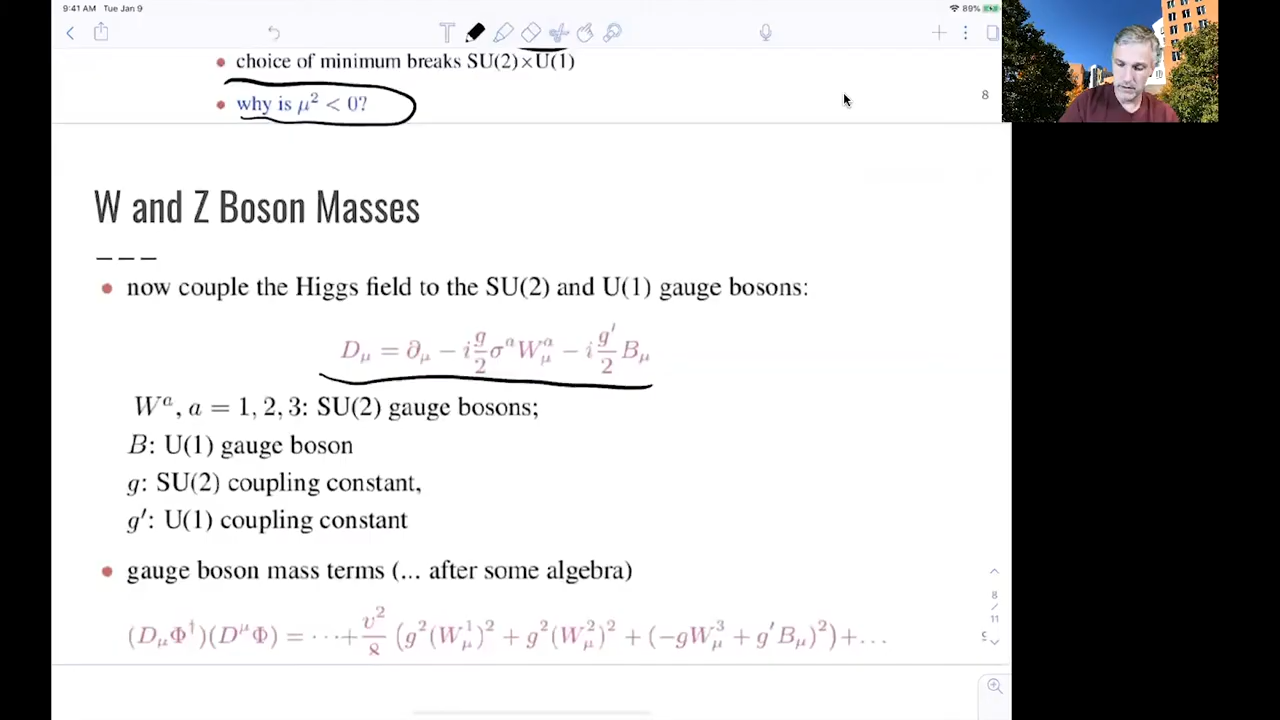 9:41 AM Tue Jan 9
89%
choice of minimum breaks SU(2)×U(1)
why is μ² < 0?
8
W and Z Boson Masses
now couple the Higgs field to the SU(2) and U(1) gauge bosons:
D_μ = ∂_μ − i g/2 σ^a W^a_μ − i g′/2 B_μ
W^a, a = 1, 2, 3: SU(2) gauge bosons;
B: U(1) gauge boson
g: SU(2) coupling constant,
g′: U(1) coupling constant
gauge boson mass terms (... after some algebra)
(D_μΦ†)(D^μΦ) = ⋯+ v²/8 (g²(W^1_μ)² + g²(W^2_μ)² + (−gW^3_μ + g′B_μ)²)+…
8
/
11